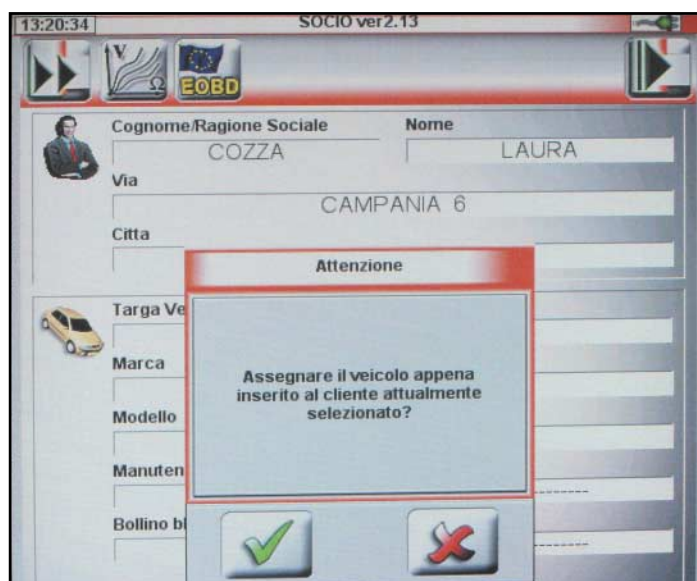 13:20:34 SOCIO ver2.13
V
Ω
EOBD
Cognome/Ragione Sociale Nome
COZZA LAURA
Via
CAMPANIA 6
Citta
Attenzione
Targa Ve
Marca
Assegnare il veicolo appena
inserito al cliente attualmente
selezionato?
Modello
Manuten
Bollino bl